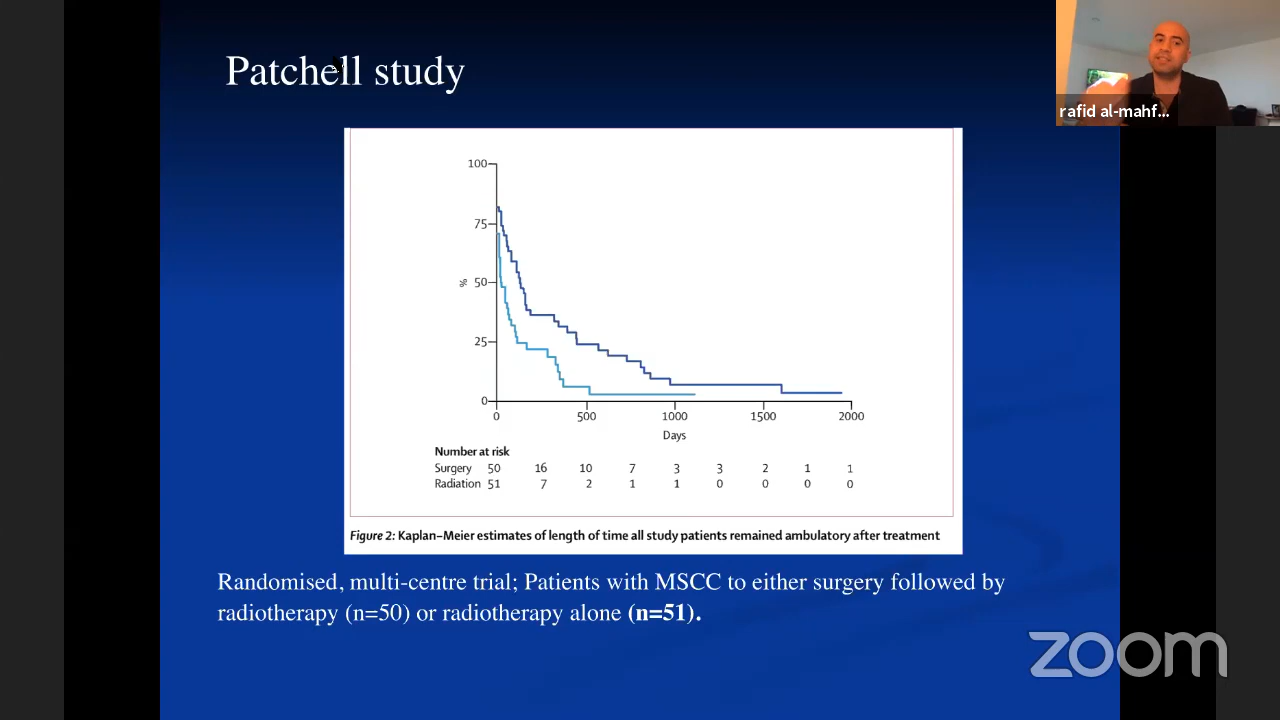 Patchell study
rafid al-mahf...
100
75
% 50
25
0
0 500 1000 1500 2000
Days
Number at risk
Surgery 50 16 10 7 3 3 2 1 1
Radiation 51 7 2 1 1 0 0 0 0
Figure 2: Kaplan–Meier estimates of length of time all study patients remained ambulatory after treatment
Randomised, multi-centre trial; Patients with MSCC to either surgery followed by
radiotherapy (n=50) or radiotherapy alone (n=51).
zoom